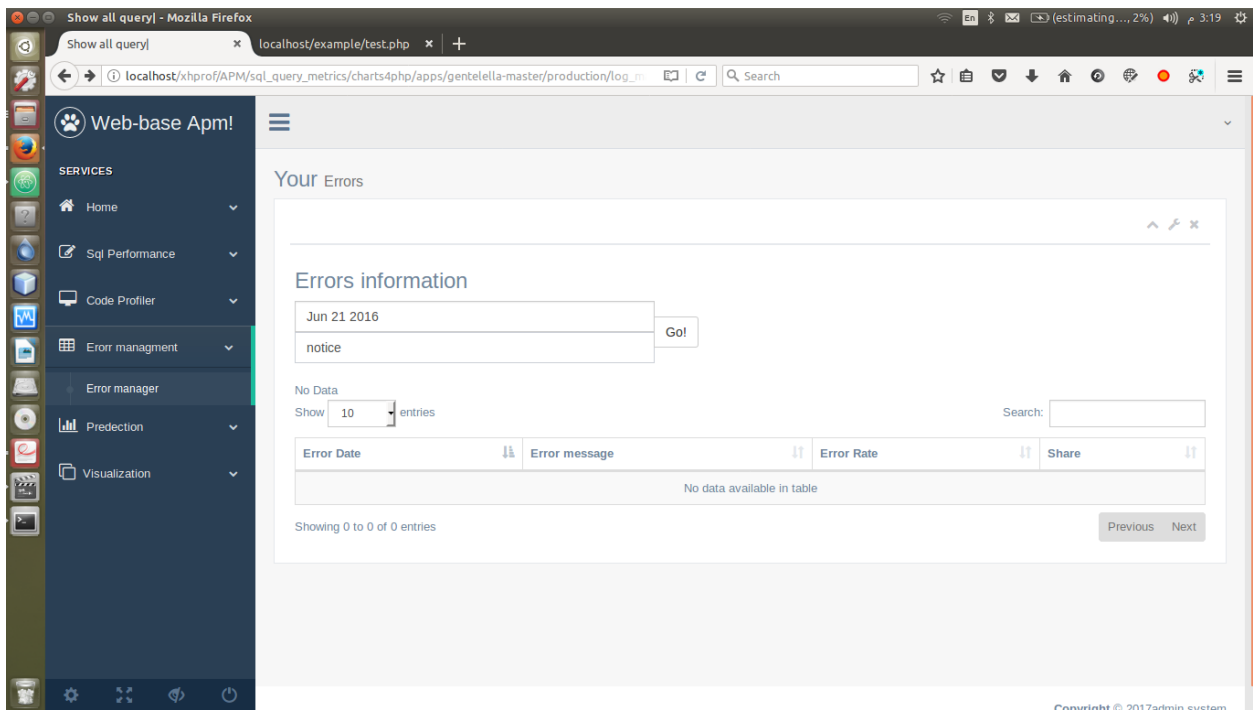 Show all query| - Mozilla Firefox
En (estimating..., 2%) م 3:19
Show all query| × localhost/example/test.php × +
localhost/xhprof/APM/sql_query_metrics/charts4php/apps/gentelella-master/production/log_m Search
Web-base Apm!
SERVICES
Home
Sql Performance
Code Profiler
Erorr managment
Error manager
Predection
Visualization
Your Errors
Errors information
Jun 21 2016
notice
Go!
No Data
Show 10 entries Search:
Error Date Error message Error Rate Share
No data available in table
Showing 0 to 0 of 0 entries Previous Next
Copyright © 2017admin system